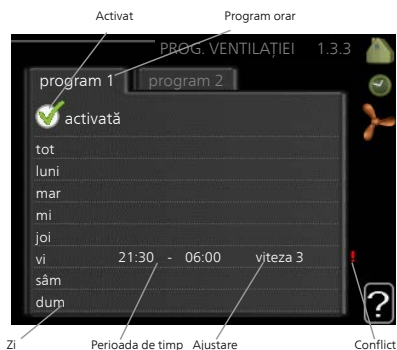 Activat Program orar
PROG. VENTILAȚIEI 1.3.3
program 1 program 2
activată
tot
luni
mar
mi
joi
vi 21:30 - 06:00 viteza 3 !
sâm
dum
?
Zi Perioada de timp Ajustare Conflict